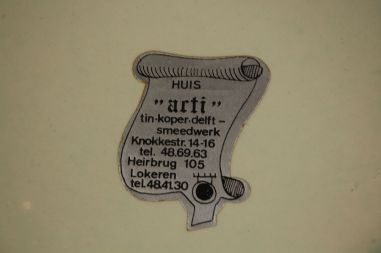 HUIS
"arti"
tin-koper-delft-
smeedwerk
Knokkestr. 14-16
tel. 48.69.63
Heirbrug 105
Lokeren
tel. 48.41.30